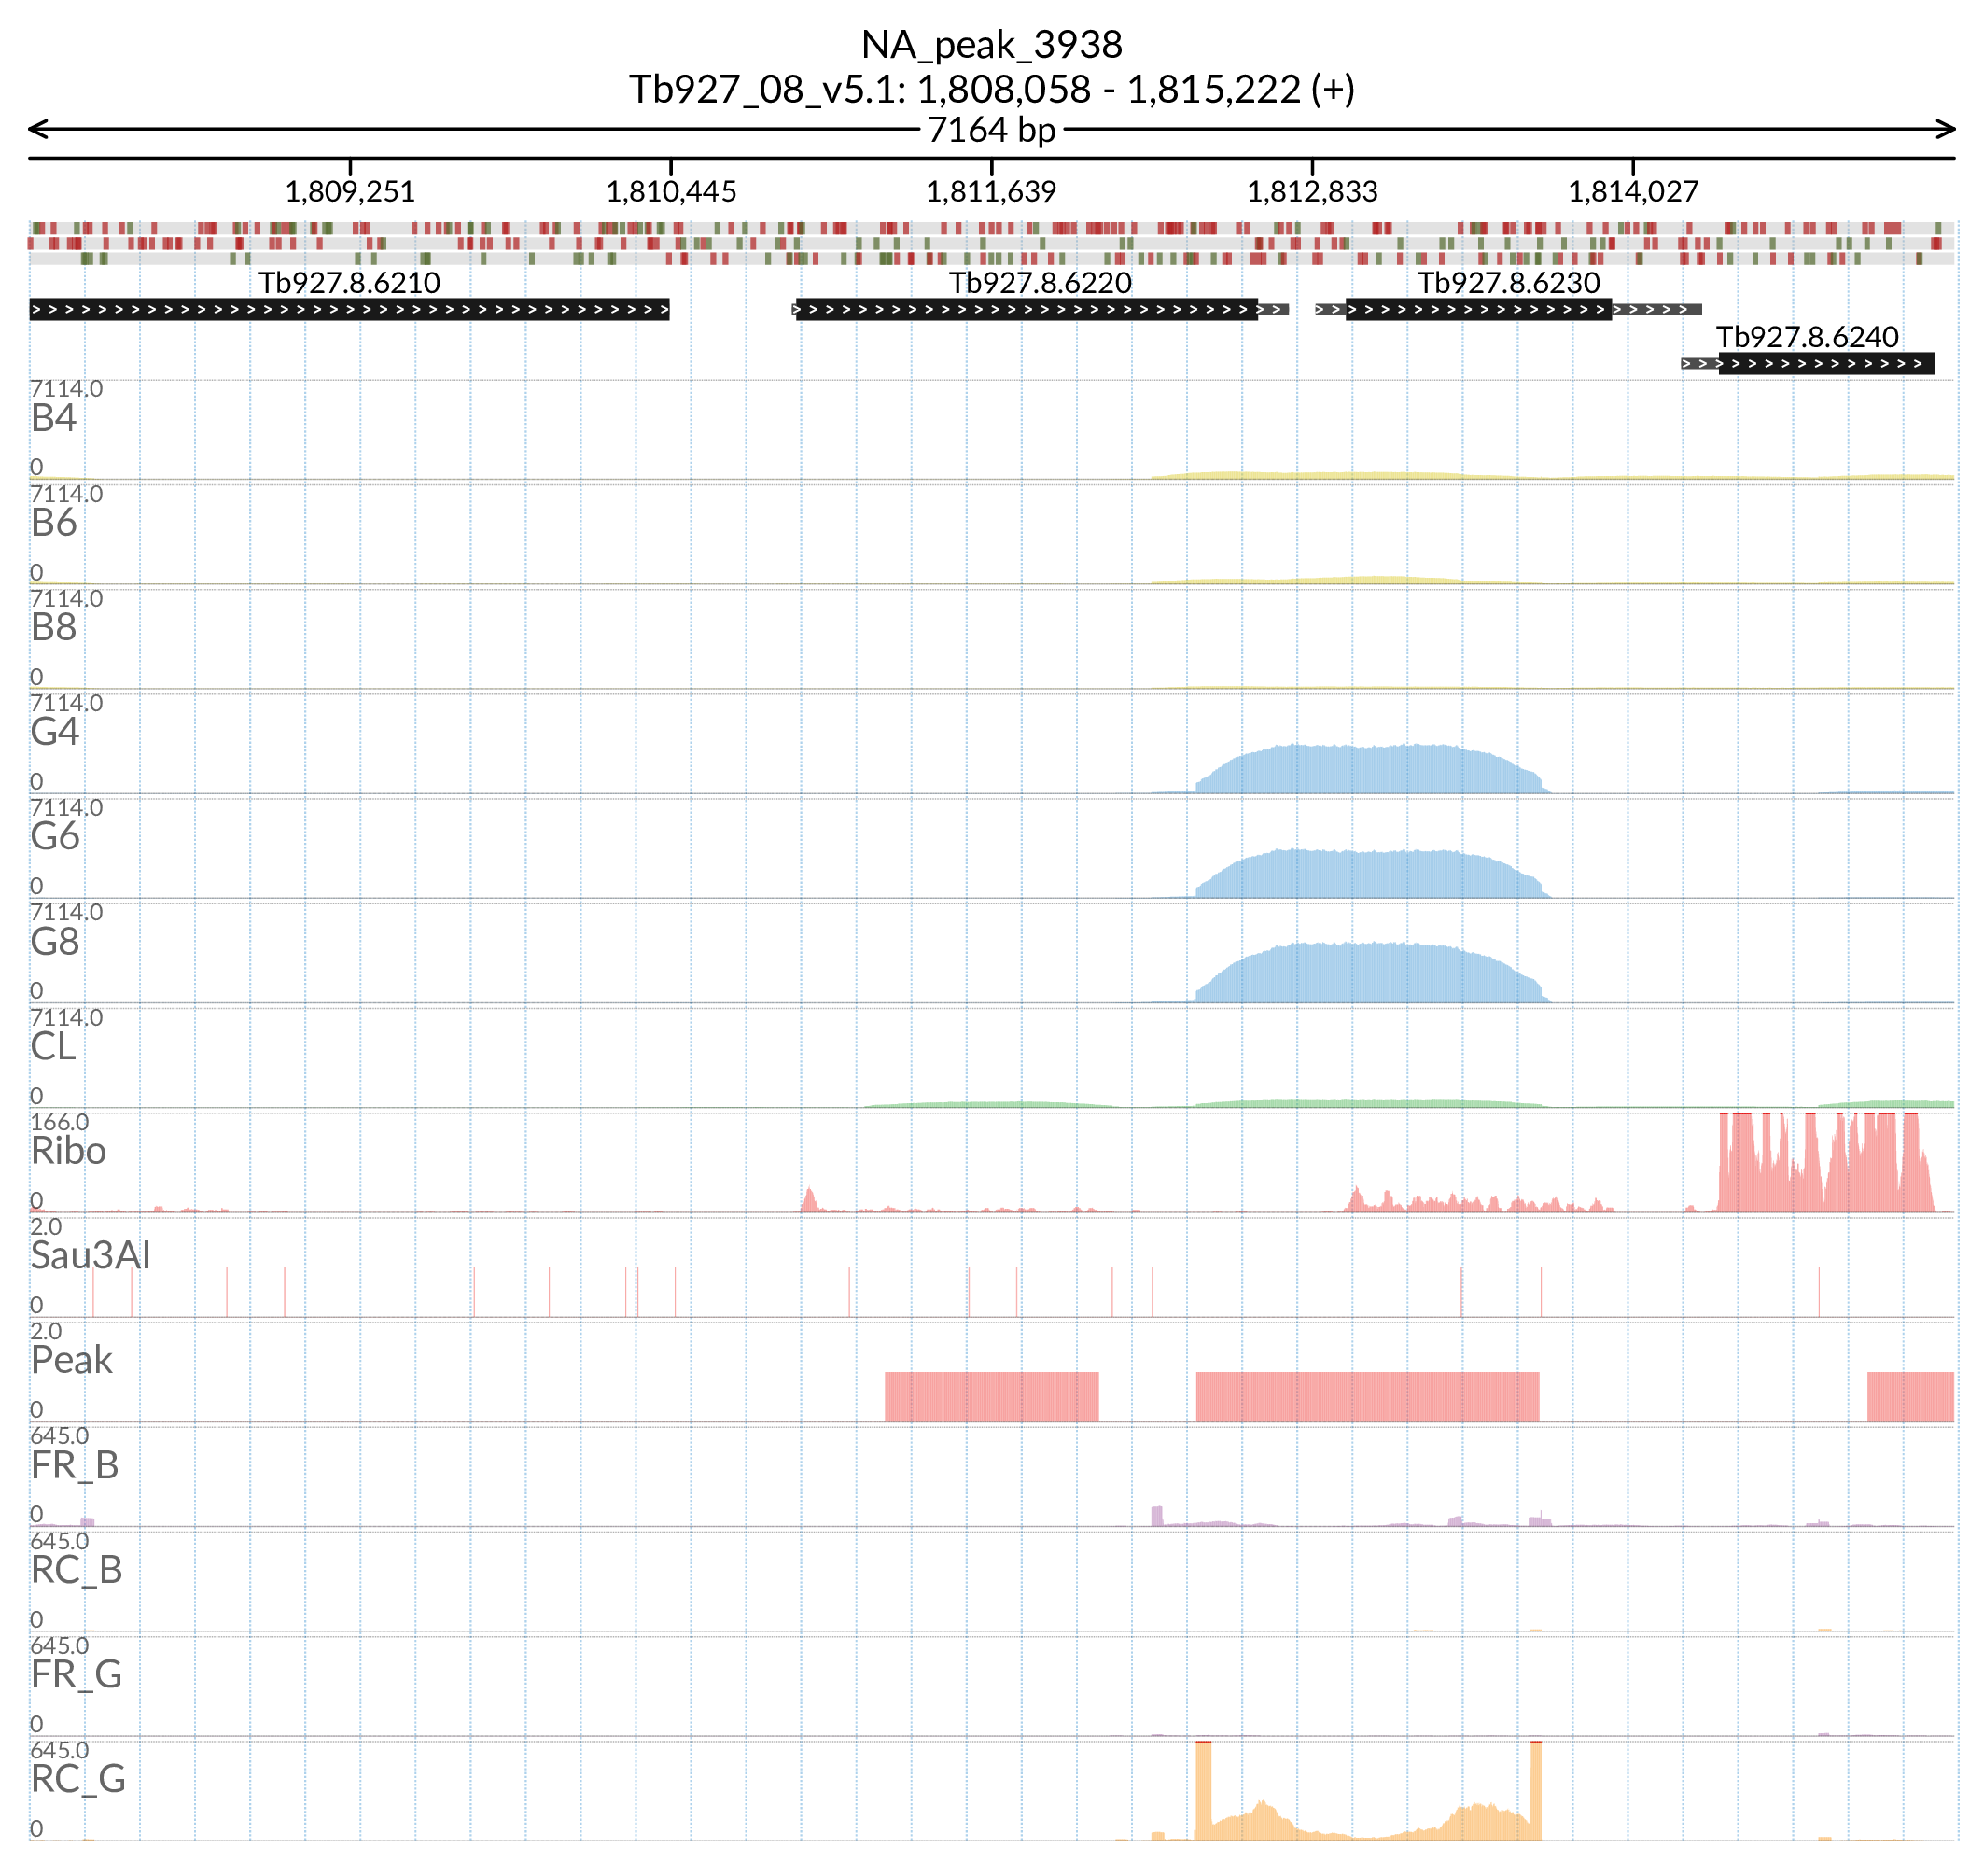 NA_peak_3938
Tb927_08_v5.1: 1,808,058 - 1,815,222 (+)
7164 bp
1,809,251 1,810,445 1,811,639 1,812,833 1,814,027
Tb927.8.6210 Tb927.8.6220 Tb927.8.6230
Tb927.8.6240
7114.0
B4
0
7114.0
B6
0
7114.0
B8
0
7114.0
G4
0
7114.0
G6
0
7114.0
G8
0
7114.0
CL
0
166.0
Ribo
0
2.0
Sau3AI
0
2.0
Peak
0
645.0
FR_B
0
645.0
RC_B
0
645.0
FR_G
0
645.0
RC_G
0